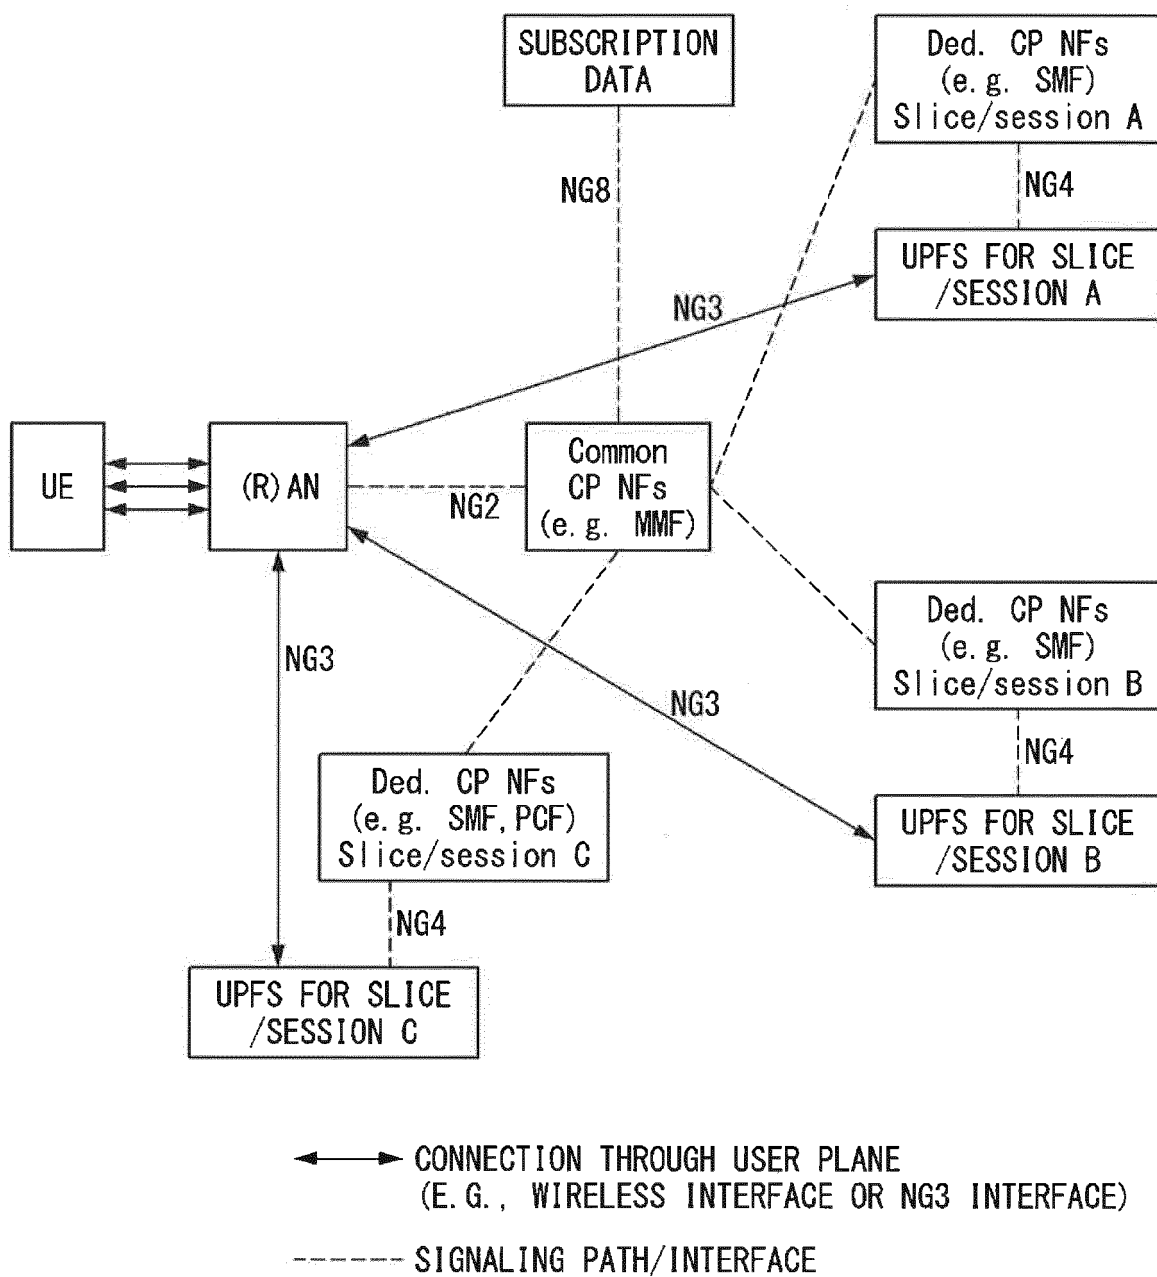 SUBSCRIPTION
DATA
Ded. CP NFs
(e.g. SMF)
Slice/session A
NG8
NG4
UPFS FOR SLICE
/SESSION A
NG3
UE
(R)AN
NG2
Common
CP NFs
(e.g. MMF)
Ded. CP NFs
(e.g. SMF)
Slice/session B
NG3
NG3
NG4
Ded. CP NFs
(e.g. SMF, PCF)
Slice/session C
UPFS FOR SLICE
/SESSION B
NG4
UPFS FOR SLICE
/SESSION C
CONNECTION THROUGH USER PLANE
(E.G., WIRELESS INTERFACE OR NG3 INTERFACE)
SIGNALING PATH/INTERFACE